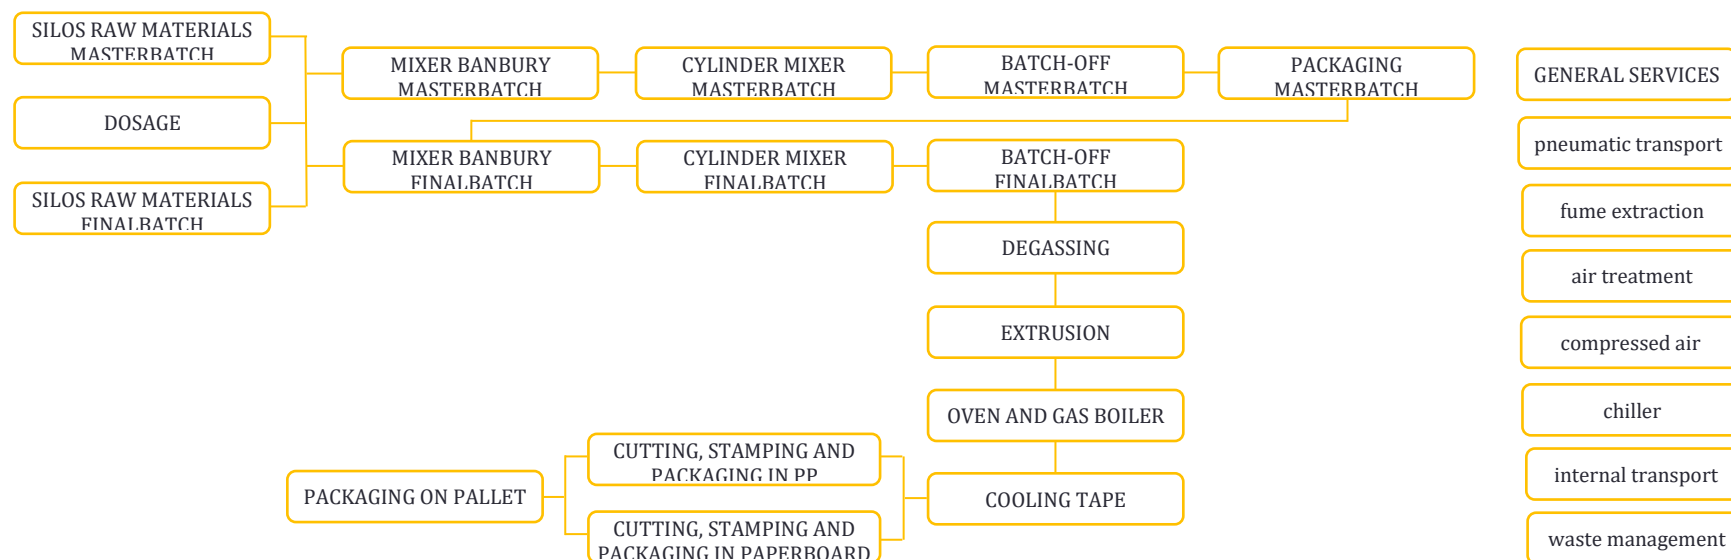 SILOS RAW MATERIALS
MASTERBATCH
DOSAGE
SILOS RAW MATERIALS
FINALBATCH
MIXER BANBURY
MASTERBATCH
CYLINDER MIXER
MASTERBATCH
BATCH-OFF
MASTERBATCH
PACKAGING
MASTERBATCH
MIXER BANBURY
FINALBATCH
CYLINDER MIXER
FINALBATCH
BATCH-OFF
FINALBATCH
DEGASSING
EXTRUSION
OVEN AND GAS BOILER
COOLING TAPE
CUTTING, STAMPING AND
PACKAGING IN PP
CUTTING, STAMPING AND
PACKAGING IN PAPERBOARD
PACKAGING ON PALLET
GENERAL SERVICES
pneumatic transport
fume extraction
air treatment
compressed air
chiller
internal transport
waste management